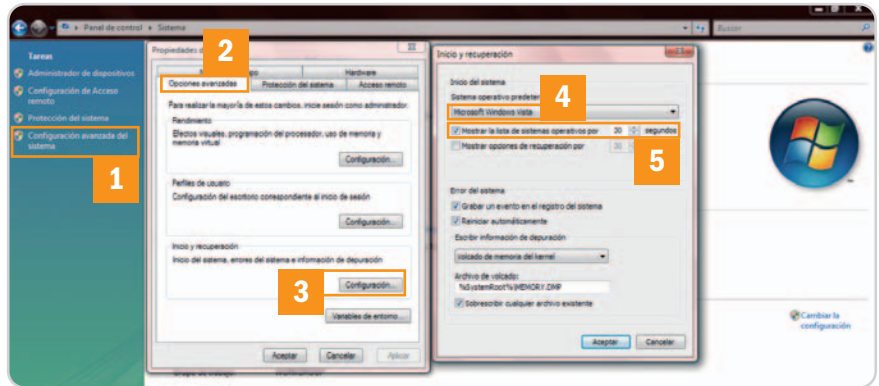 Panel de control Sistema
Buscar
Tareas
Administrador de dispositivos
Configuración de Acceso
remoto
Protección del sistema
Configuración avanzada del
sistema
1
Propiedades d
2
Hardware
Opciones avanzadas
Protección del sistema
Acceso remoto
Para realizar la mayoría de estos cambios, inicie sesión como administrador.
Rendimiento
Efectos visuales, programación del procesador, uso de memoria y
memoria virtual
Configuración...
Perfiles de usuario
Configuración del escritorio correspondiente al inicio de sesión
Configuración...
Inicio y recuperación
Inicio del sistema, errores del sistema e información de depuración
3
Configuración...
Variables de entorno...
Aceptar
Cancelar
Aplicar
Inicio y recuperación
Inicio del sistema
Sistema operativo predeter
4
Microsoft Windows Vista
Mostrar la lista de sistemas operativos por 30 segundos
Mostrar opciones de recuperación por 30
5
Error del sistema
Grabar un evento en el registro del sistema
Reiniciar automáticamente
Escribir información de depuración
Volcado de memoria del kernel
Archivo de volcado:
%SystemRoot%\MEMORY.DMP
Sobrescribir cualquier archivo existente
Aceptar
Cancelar
Cambiar la
configuración